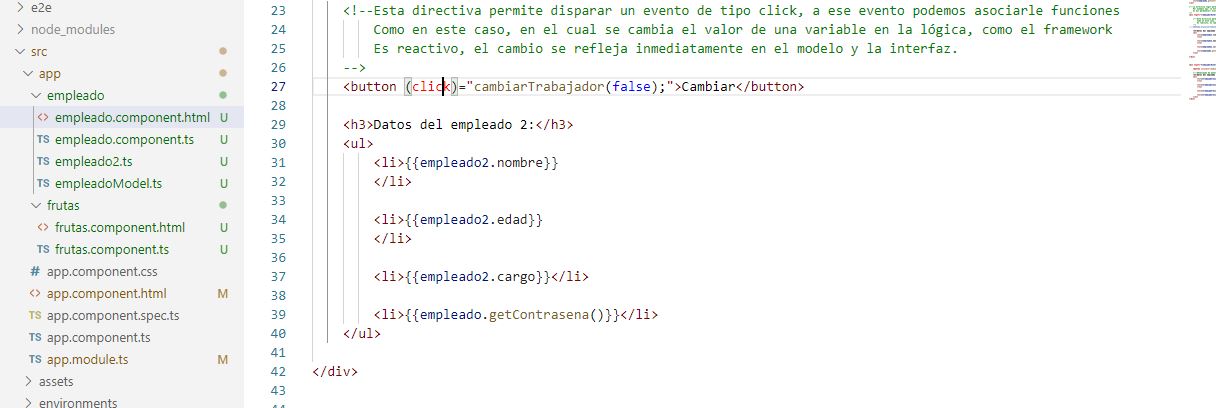 e2e
node_modules
src
app
empleado
<> empleado.component.html U
TS empleado.component.ts U
TS empleado2.ts U
TS empleadoModel.ts U
frutas
<> frutas.component.html U
TS frutas.component.ts U
# app.component.css
<> app.component.html M
TS app.component.spec.ts
TS app.component.ts
TS app.module.ts M
assets
environments
23 <!--Esta directiva permite disparar un evento de tipo click, a ese evento podemos asociarle funciones
24 Como en este caso, en el cual se cambia el valor de una variable en la lógica, como el framework
25 Es reactivo, el cambio se refleja inmediatamente en el modelo y la interfaz.
26 -->
27 <button (click)="cambiarTrabajador(false);">Cambiar</button>
28
29 <h3>Datos del empleado 2:</h3>
30 <ul>
31 <li>{{empleado2.nombre}}
32 </li>
33
34 <li>{{empleado2.edad}}
35 </li>
36
37 <li>{{empleado2.cargo}}</li>
38
39 <li>{{empleado.getContrasena()}}</li>
40 </ul>
41
42 </div>
43